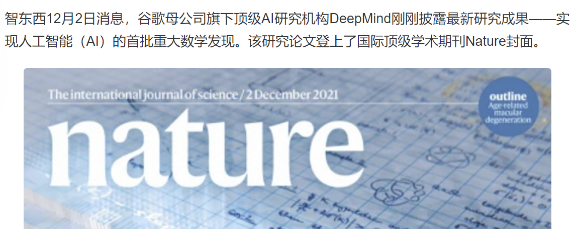 智东西12月2日消息，谷歌母公司旗下顶级AI研究机构DeepMind刚刚披露最新研究成果——实
现人工智能（AI）的首批重大数学发现。该研究论文登上了国际顶级学术期刊Nature封面。
The international journal of science / 2 December 2021
outline
Age-related
macular
degeneration
nature